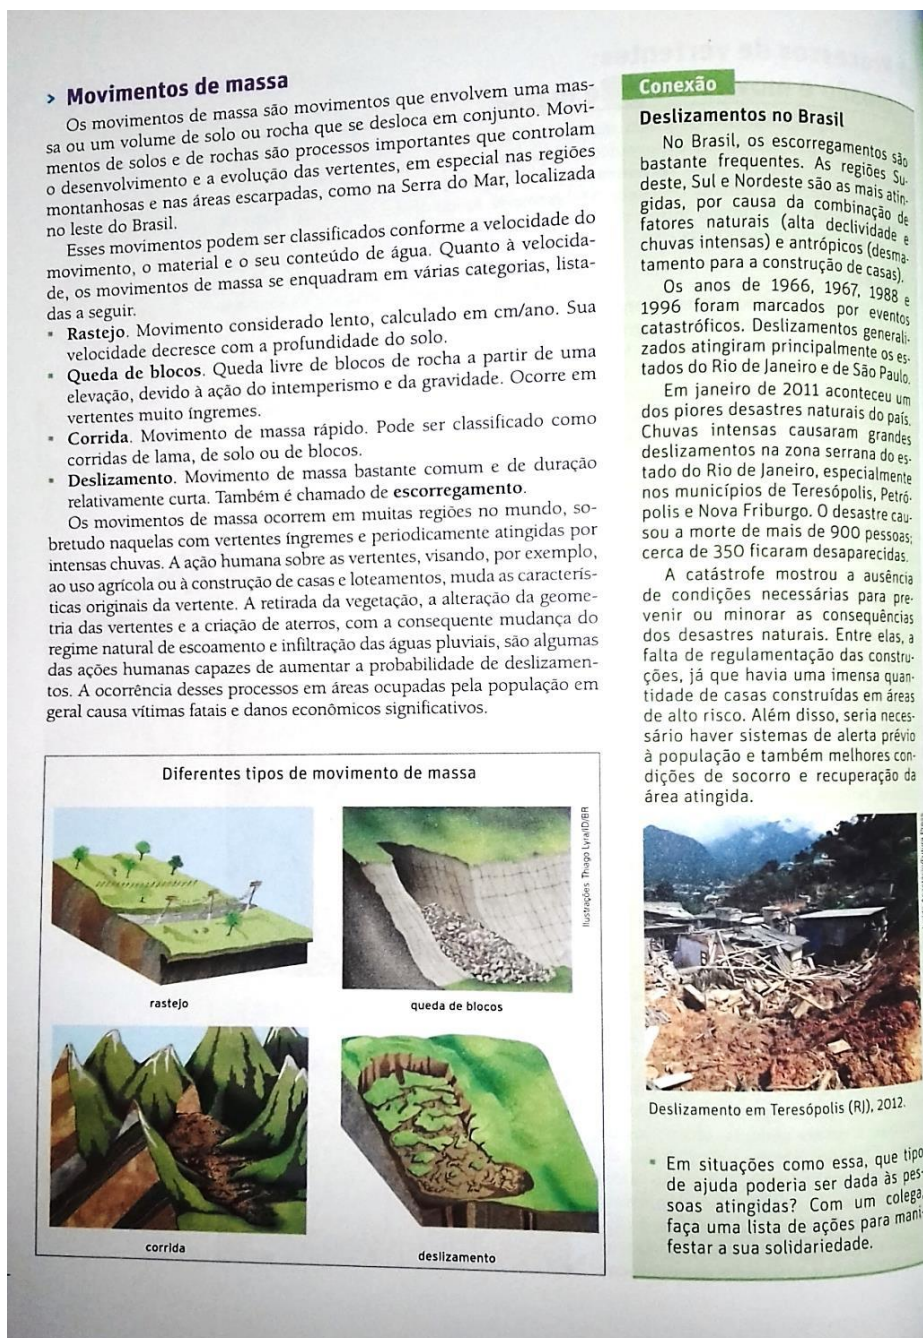 > Movimentos de massa
Os movimentos de massa são movimentos que envolvem uma mas-
sa ou um volume de solo ou rocha que se desloca em conjunto. Movi-
mentos de solos e de rochas são processos importantes que controlam
o desenvolvimento e a evolução das vertentes, em especial nas regiões
montanhosas e nas áreas escarpadas, como na Serra do Mar, localizada
no leste do Brasil.
Esses movimentos podem ser classificados conforme a velocidade do
movimento, o material e o seu conteúdo de água. Quanto à velocida-
de, os movimentos de massa se enquadram em várias categorias, lista-
das a seguir.
▪ Rastejo. Movimento considerado lento, calculado em cm/ano. Sua
velocidade decresce com a profundidade do solo.
▪ Queda de blocos. Queda livre de blocos de rocha a partir de uma
elevação, devido à ação do intemperismo e da gravidade. Ocorre em
vertentes muito íngremes.
▪ Corrida. Movimento de massa rápido. Pode ser classificado como
corridas de lama, de solo ou de blocos.
▪ Deslizamento. Movimento de massa bastante comum e de duração
relativamente curta. Também é chamado de escorregamento.
Os movimentos de massa ocorrem em muitas regiões no mundo, so-
bretudo naquelas com vertentes íngremes e periodicamente atingidas por
intensas chuvas. A ação humana sobre as vertentes, visando, por exemplo,
ao uso agrícola ou à construção de casas e loteamentos, muda as caracterís-
ticas originais da vertente. A retirada da vegetação, a alteração da geome-
tria das vertentes e a criação de aterros, com a consequente mudança do
regime natural de escoamento e infiltração das águas pluviais, são algumas
das ações humanas capazes de aumentar a probabilidade de deslizamen-
tos. A ocorrência desses processos em áreas ocupadas pela população em
geral causa vítimas fatais e danos econômicos significativos.
Diferentes tipos de movimento de massa
Ilustrações: Thiago Lyra/ID/BR
rastejo
queda de blocos
corrida
deslizamento
Conexão
Deslizamentos no Brasil
No Brasil, os escorregamentos são
bastante frequentes. As regiões Su-
deste, Sul e Nordeste são as mais atin-
gidas, por causa da combinação de
fatores naturais (alta declividade e
chuvas intensas) e antrópicos (desma-
tamento para a construção de casas).
Os anos de 1966, 1967, 1988 e
1996 foram marcados por eventos
catastróficos. Deslizamentos generali-
zados atingiram principalmente os es-
tados do Rio de Janeiro e de São Paulo.
Em janeiro de 2011 aconteceu um
dos piores desastres naturais do país.
Chuvas intensas causaram grandes
deslizamentos na zona serrana do es-
tado do Rio de Janeiro, especialmente
nos municípios de Teresópolis, Petró-
polis e Nova Friburgo. O desastre cau-
sou a morte de mais de 900 pessoas;
cerca de 350 ficaram desaparecidas.
A catástrofe mostrou a ausência
de condições necessárias para pre-
venir ou minorar as consequências
dos desastres naturais. Entre elas, a
falta de regulamentação das constru-
ções, já que havia uma imensa quan-
tidade de casas construídas em áreas
de alto risco. Além disso, seria neces-
sário haver sistemas de alerta prévio
à população e também melhores con-
dições de socorro e recuperação da
área atingida.
Deslizamento em Teresópolis (RJ), 2012.
▪ Em situações como essa, que tipo
de ajuda poderia ser dada às pes-
soas atingidas? Com um colega,
faça uma lista de ações para mani-
festar a sua solidariedade.